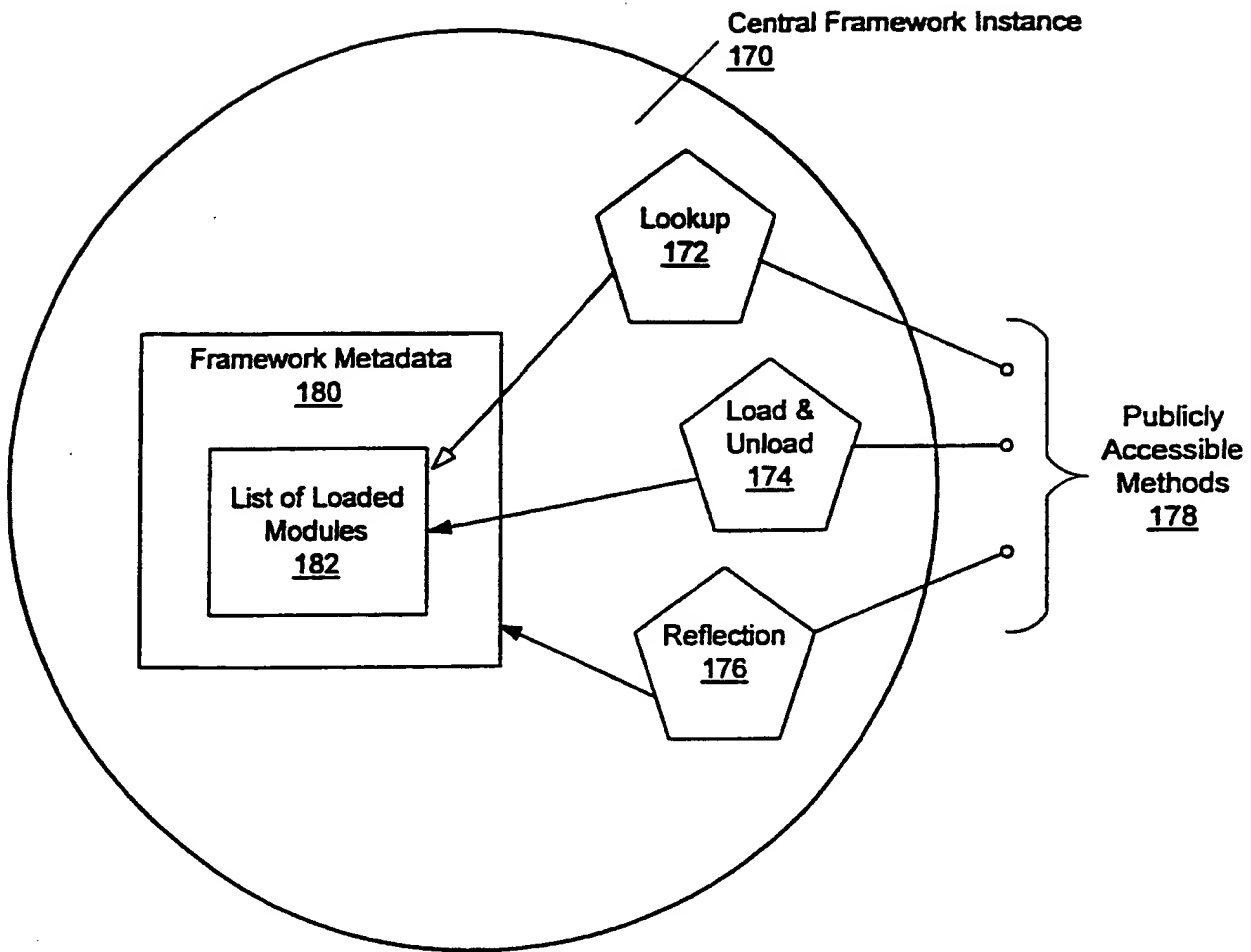 Central Framework Instance
170
Lookup
172
Framework Metadata
180
List of Loaded
Modules
182
Load &
Unload
174
Reflection
176
Publicly
Accessible
Methods
178